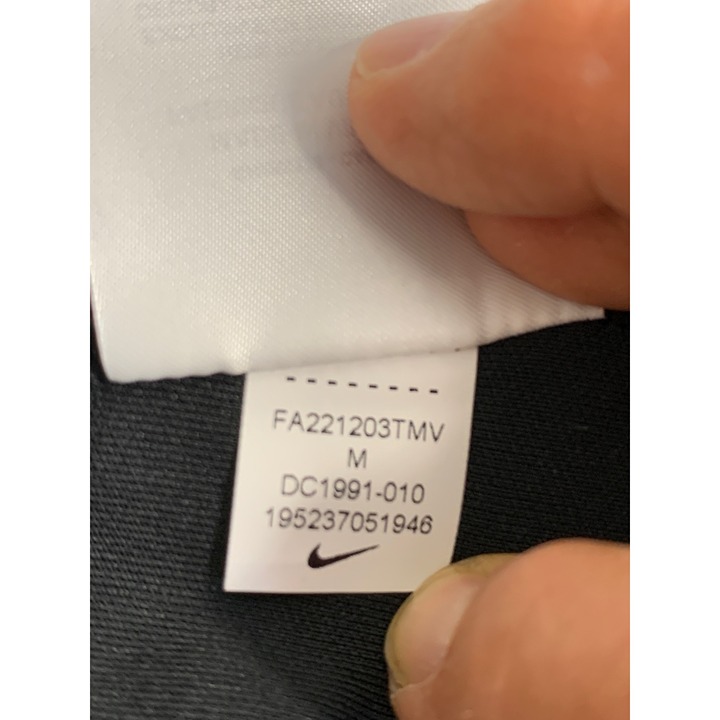 --------
FA221203TMV
M
DC1991-010
195237051946